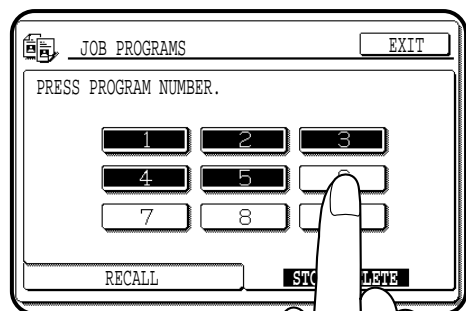 JOB PROGRAMS EXIT
PRESS PROGRAM NUMBER.
1 2 3
4 5
7 8
RECALL